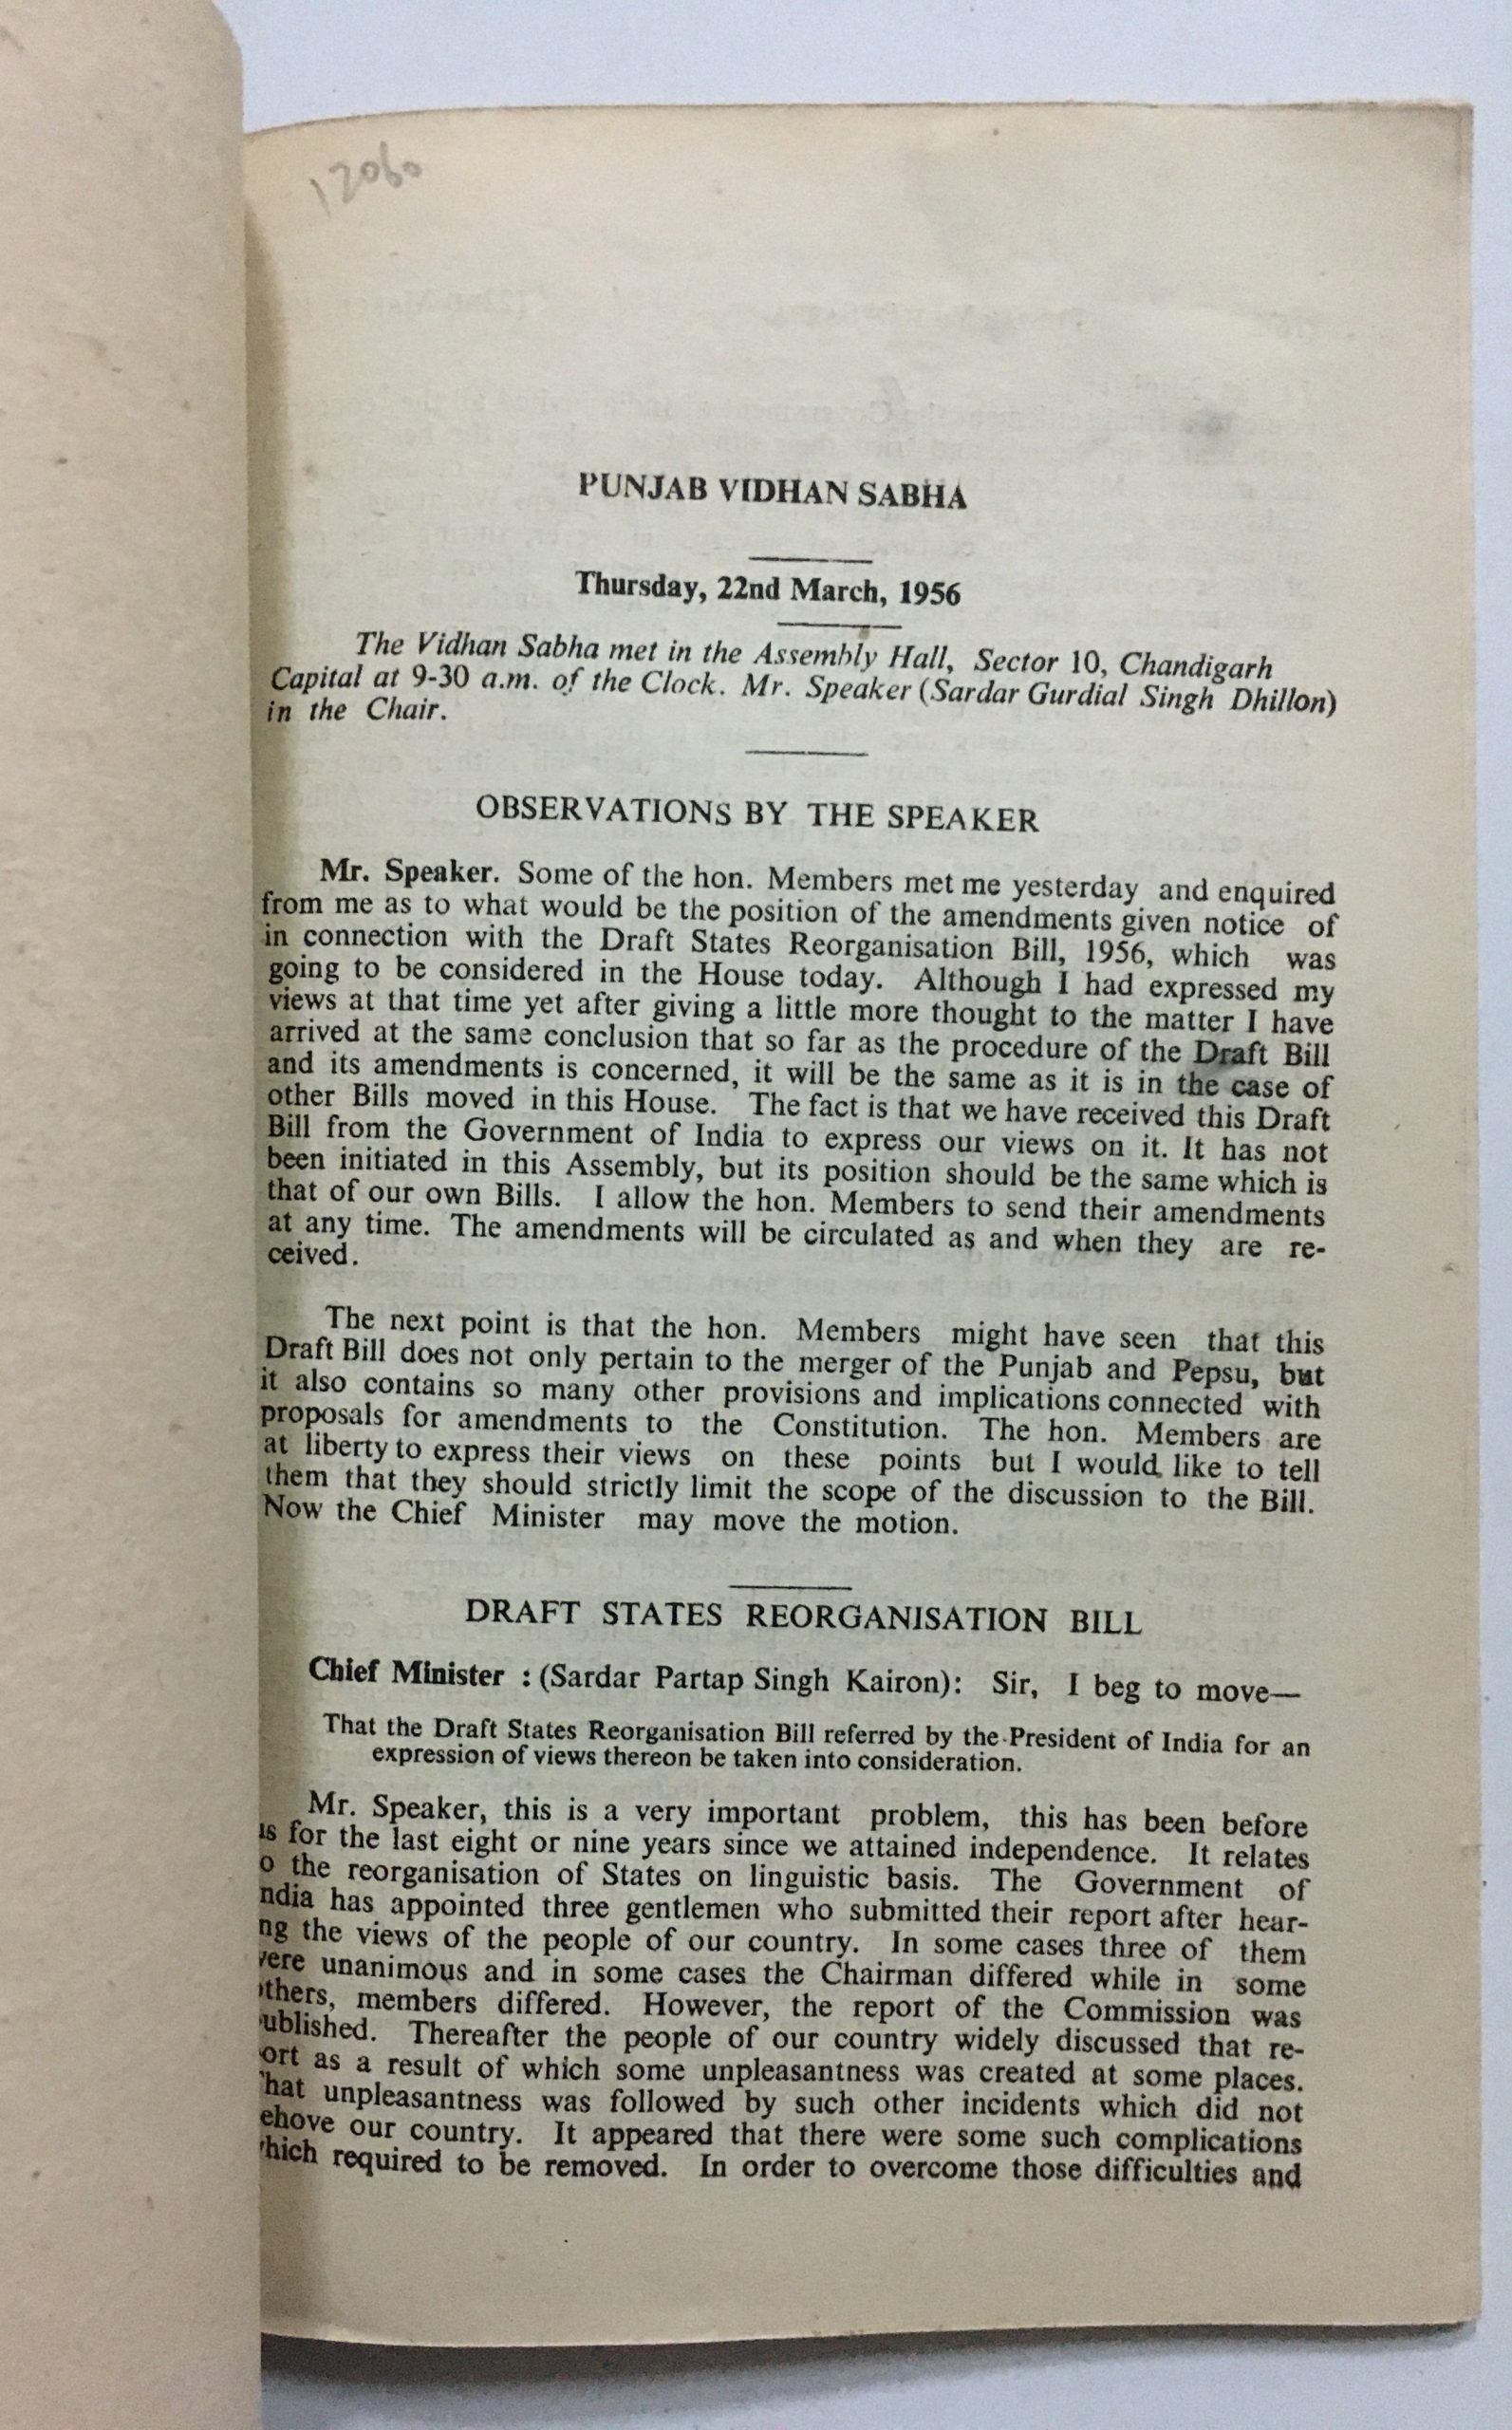 12060
PUNJAB VIDHAN SABHA
Thursday, 22nd March, 1956
The Vidhan Sabha met in the Assembly Hall, Sector 10, Chandigarh
Capital at 9-30 a.m. of the Clock. Mr. Speaker (Sardar Gurdial Singh Dhillon)
in the Chair.
OBSERVATIONS BY THE SPEAKER
Mr. Speaker. Some of the hon. Members met me yesterday and enquired
from me as to what would be the position of the amendments given notice of
in connection with the Draft States Reorganisation Bill, 1956, which was
going to be considered in the House today. Although I had expressed my
views at that time yet after giving a little more thought to the matter I have
arrived at the same conclusion that so far as the procedure of the Draft Bill
and its amendments is concerned, it will be the same as it is in the case of
other Bills moved in this House. The fact is that we have received this Draft
Bill from the Government of India to express our views on it. It has not
been initiated in this Assembly, but its position should be the same which is
that of our own Bills. I allow the hon. Members to send their amendments
at any time. The amendments will be circulated as and when they are re-
ceived.
The next point is that the hon. Members might have seen that this
Draft Bill does not only pertain to the merger of the Punjab and Pepsu, but
it also contains so many other provisions and implications connected with
proposals for amendments to the Constitution. The hon. Members are
at liberty to express their views on these points but I would like to tell
them that they should strictly limit the scope of the discussion to the Bill.
Now the Chief Minister may move the motion.
DRAFT STATES REORGANISATION BILL
Chief Minister : (Sardar Partap Singh Kairon): Sir, I beg to move—
That the Draft States Reorganisation Bill referred by the President of India for an
expression of views thereon be taken into consideration.
Mr. Speaker, this is a very important problem, this has been before
us for the last eight or nine years since we attained independence. It relates
o the reorganisation of States on linguistic basis. The Government of
ndia has appointed three gentlemen who submitted their report after hear-
ng the views of the people of our country. In some cases three of them
were unanimous and in some cases the Chairman differed while in some
others, members differed. However, the report of the Commission was
ublished. Thereafter the people of our country widely discussed that re-
ort as a result of which some unpleasantness was created at some places.
hat unpleasantness was followed by such other incidents which did not
ehove our country. It appeared that there were some such complications
hich required to be removed. In order to overcome those difficulties and